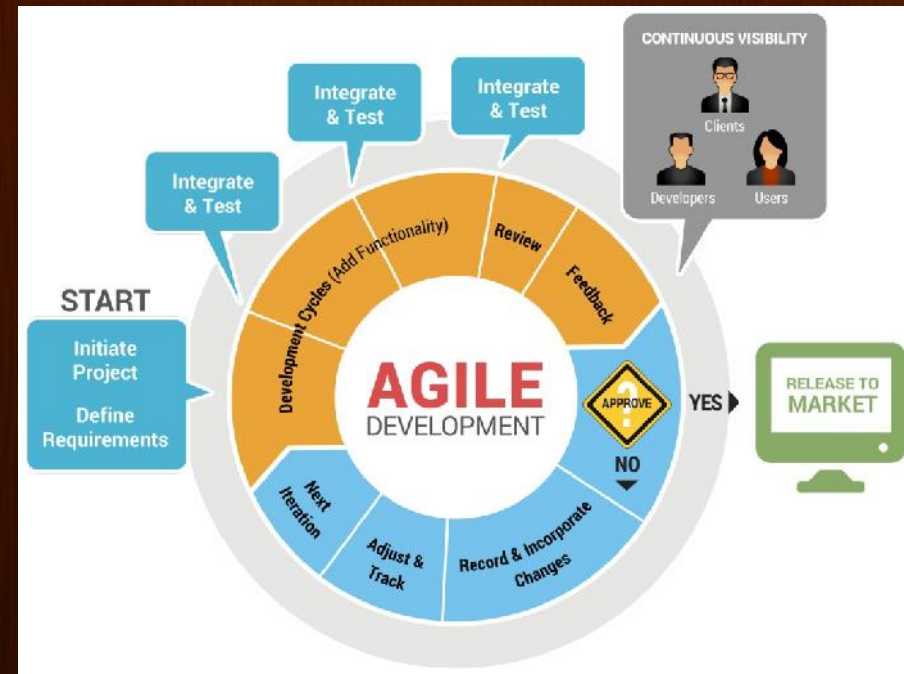 CONTINUOUS VISIBILITY
Clients
Developers
Users
Integrate
& Test
Integrate
& Test
Integrate
& Test
START
Initiate
Project
Define
Requirements
Development Cycles (Add Functionality)
Review
Feedback
AGILE
DEVELOPMENT
?
APPROVE
YES
NO
RELEASE TO
MARKET
Record & Incorporate
Changes
Adjust &
Track
Next
Iteration